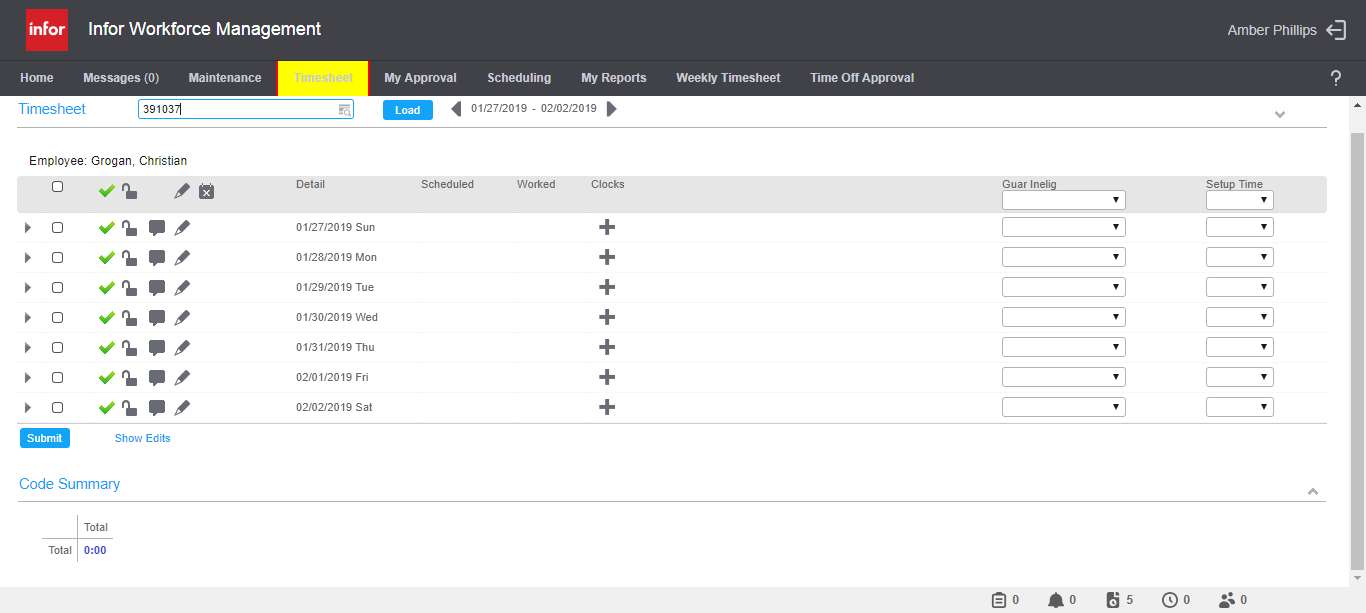 infor Infor Workforce Management Amber Phillips
Home Messages (0) Maintenance Timesheet My Approval Scheduling My Reports Weekly Timesheet Time Off Approval ?
Timesheet 391037 Load 01/27/2019 - 02/02/2019
Employee: Grogan, Christian
Detail Scheduled Worked Clocks Guar Inelig Setup Time
01/27/2019 Sun
01/28/2019 Mon
01/29/2019 Tue
01/30/2019 Wed
01/31/2019 Thu
02/01/2019 Fri
02/02/2019 Sat
Submit Show Edits
Code Summary
Total
Total 0:00
0 0 5 0 0